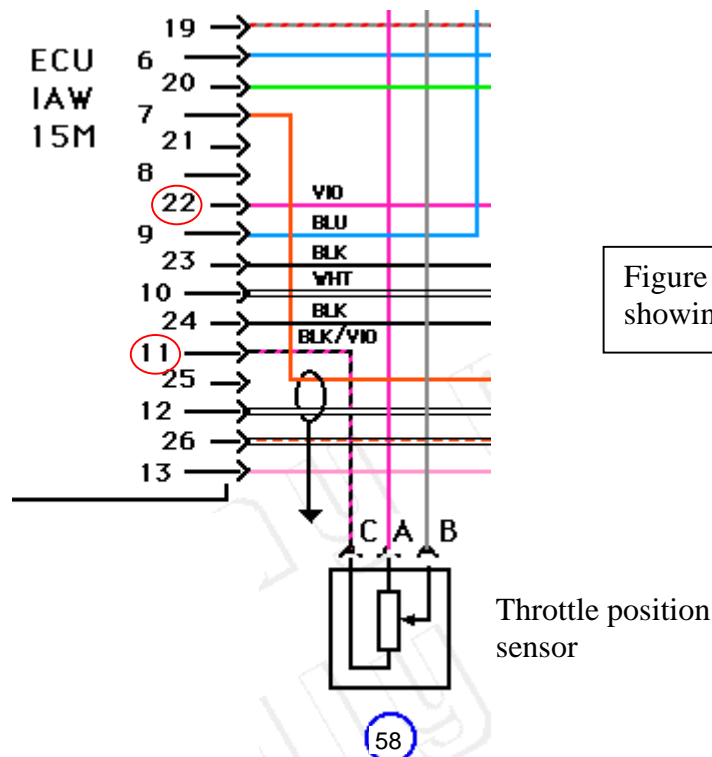 ECU
IAW
15M
19
6
20
7
21
8
22
9
23
10
24
11
25
12
26
13
VIO
BLU
BLK
WHT
BLK
BLK/VIO
Figure
showin
C A B
Throttle position
sensor
58